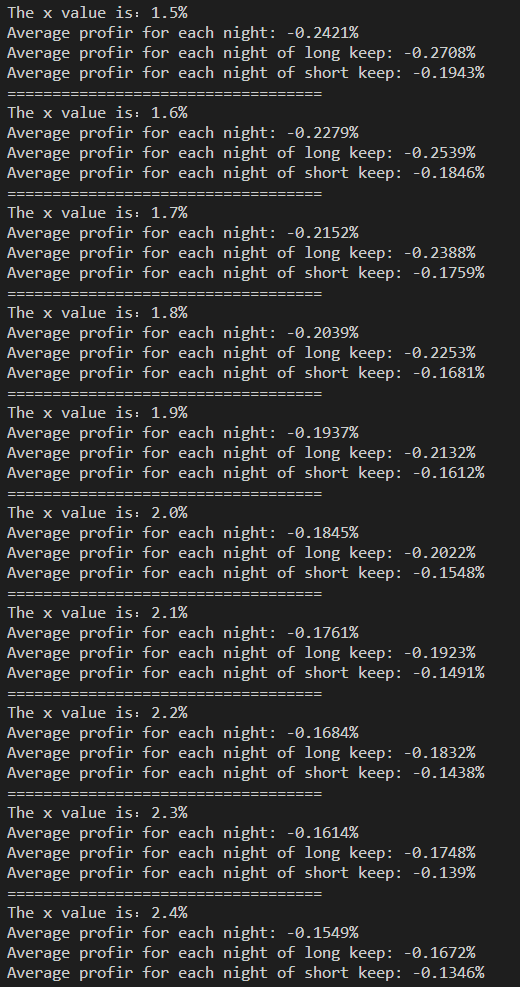 The x value is: 1.5%
Average profir for each night: -0.2421%
Average profir for each night of long keep: -0.2708%
Average profir for each night of short keep: -0.1943%
===================================
The x value is: 1.6%
Average profir for each night: -0.2279%
Average profir for each night of long keep: -0.2539%
Average profir for each night of short keep: -0.1846%
===================================
The x value is: 1.7%
Average profir for each night: -0.2152%
Average profir for each night of long keep: -0.2388%
Average profir for each night of short keep: -0.1759%
===================================
The x value is: 1.8%
Average profir for each night: -0.2039%
Average profir for each night of long keep: -0.2253%
Average profir for each night of short keep: -0.1681%
===================================
The x value is: 1.9%
Average profir for each night: -0.1937%
Average profir for each night of long keep: -0.2132%
Average profir for each night of short keep: -0.1612%
===================================
The x value is: 2.0%
Average profir for each night: -0.1845%
Average profir for each night of long keep: -0.2022%
Average profir for each night of short keep: -0.1548%
===================================
The x value is: 2.1%
Average profir for each night: -0.1761%
Average profir for each night of long keep: -0.1923%
Average profir for each night of short keep: -0.1491%
===================================
The x value is: 2.2%
Average profir for each night: -0.1684%
Average profir for each night of long keep: -0.1832%
Average profir for each night of short keep: -0.1438%
===================================
The x value is: 2.3%
Average profir for each night: -0.1614%
Average profir for each night of long keep: -0.1748%
Average profir for each night of short keep: -0.139%
===================================
The x value is: 2.4%
Average profir for each night: -0.1549%
Average profir for each night of long keep: -0.1672%
Average profir for each night of short keep: -0.1346%